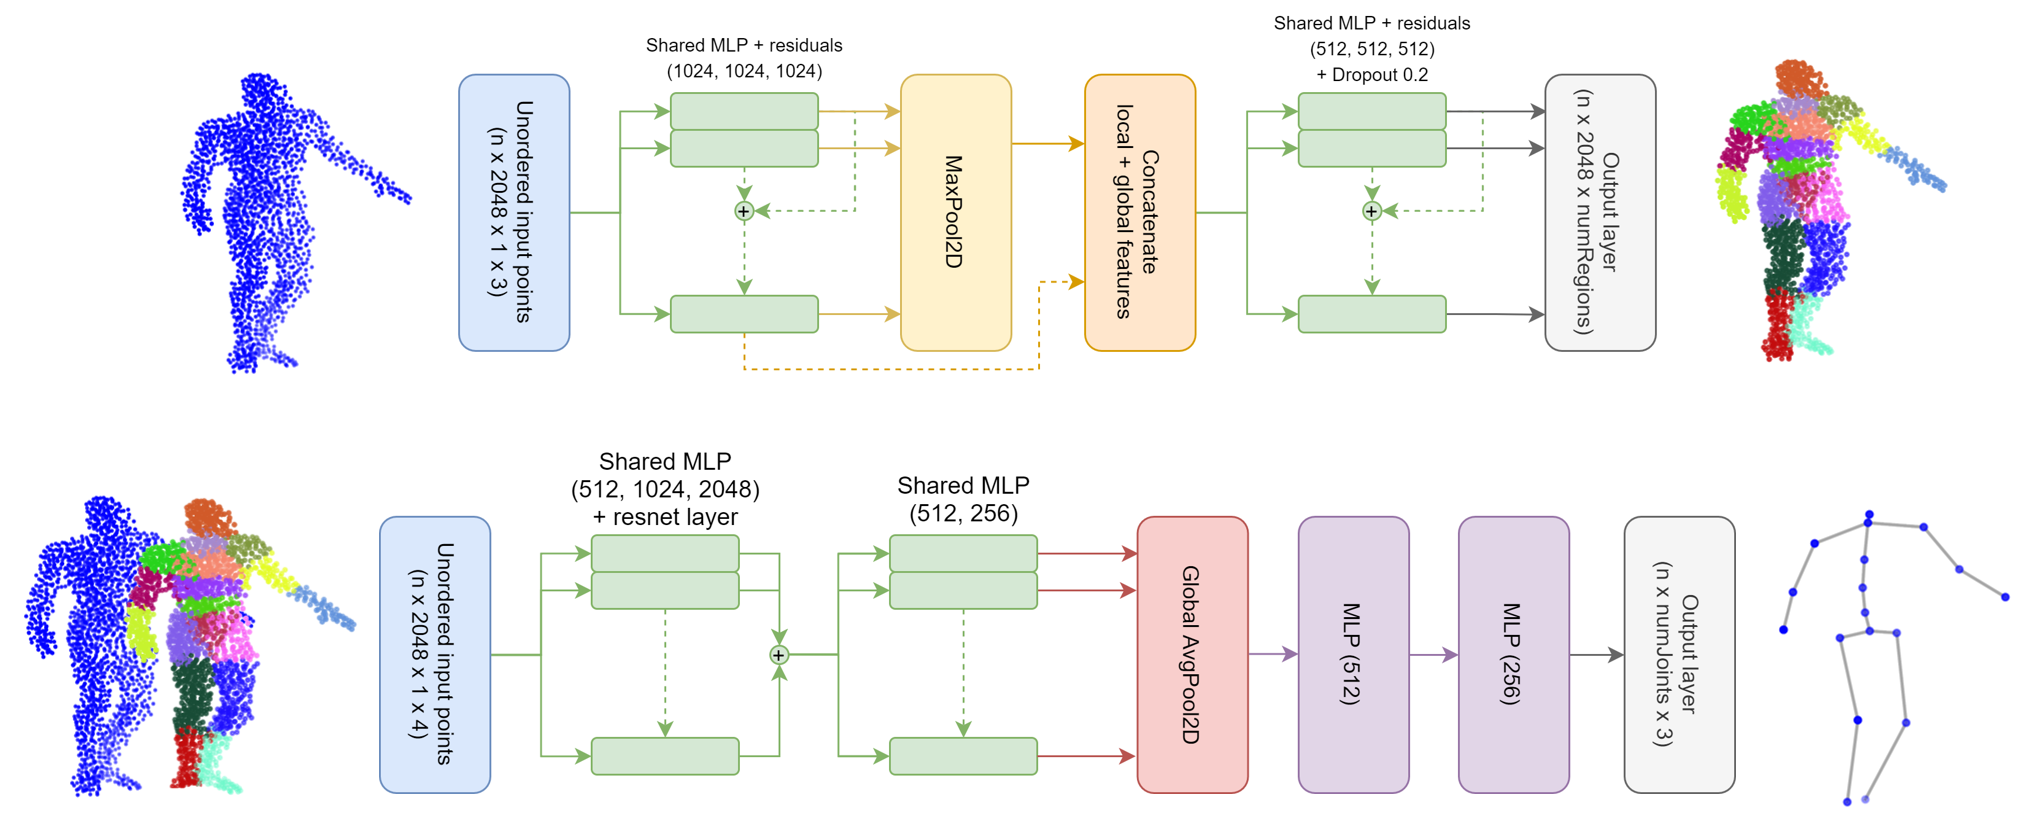 Shared MLP + residuals
(1024, 1024, 1024)
Shared MLP + residuals
(512, 512, 512)
+ Dropout 0.2
Unordered input points
(n x 2048 x 1 x 3)
+
MaxPool2D
Concatenate
local + global features
+
Output layer
(n x 2048 x numRegions)
Shared MLP
(512, 1024, 2048)
+ resnet layer
Shared MLP
(512, 256)
Unordered input points
(n x 2048 x 1 x 4)
+
Global AvgPool2D
MLP (512)
MLP (256)
Output layer
(n x numJoints x 3)